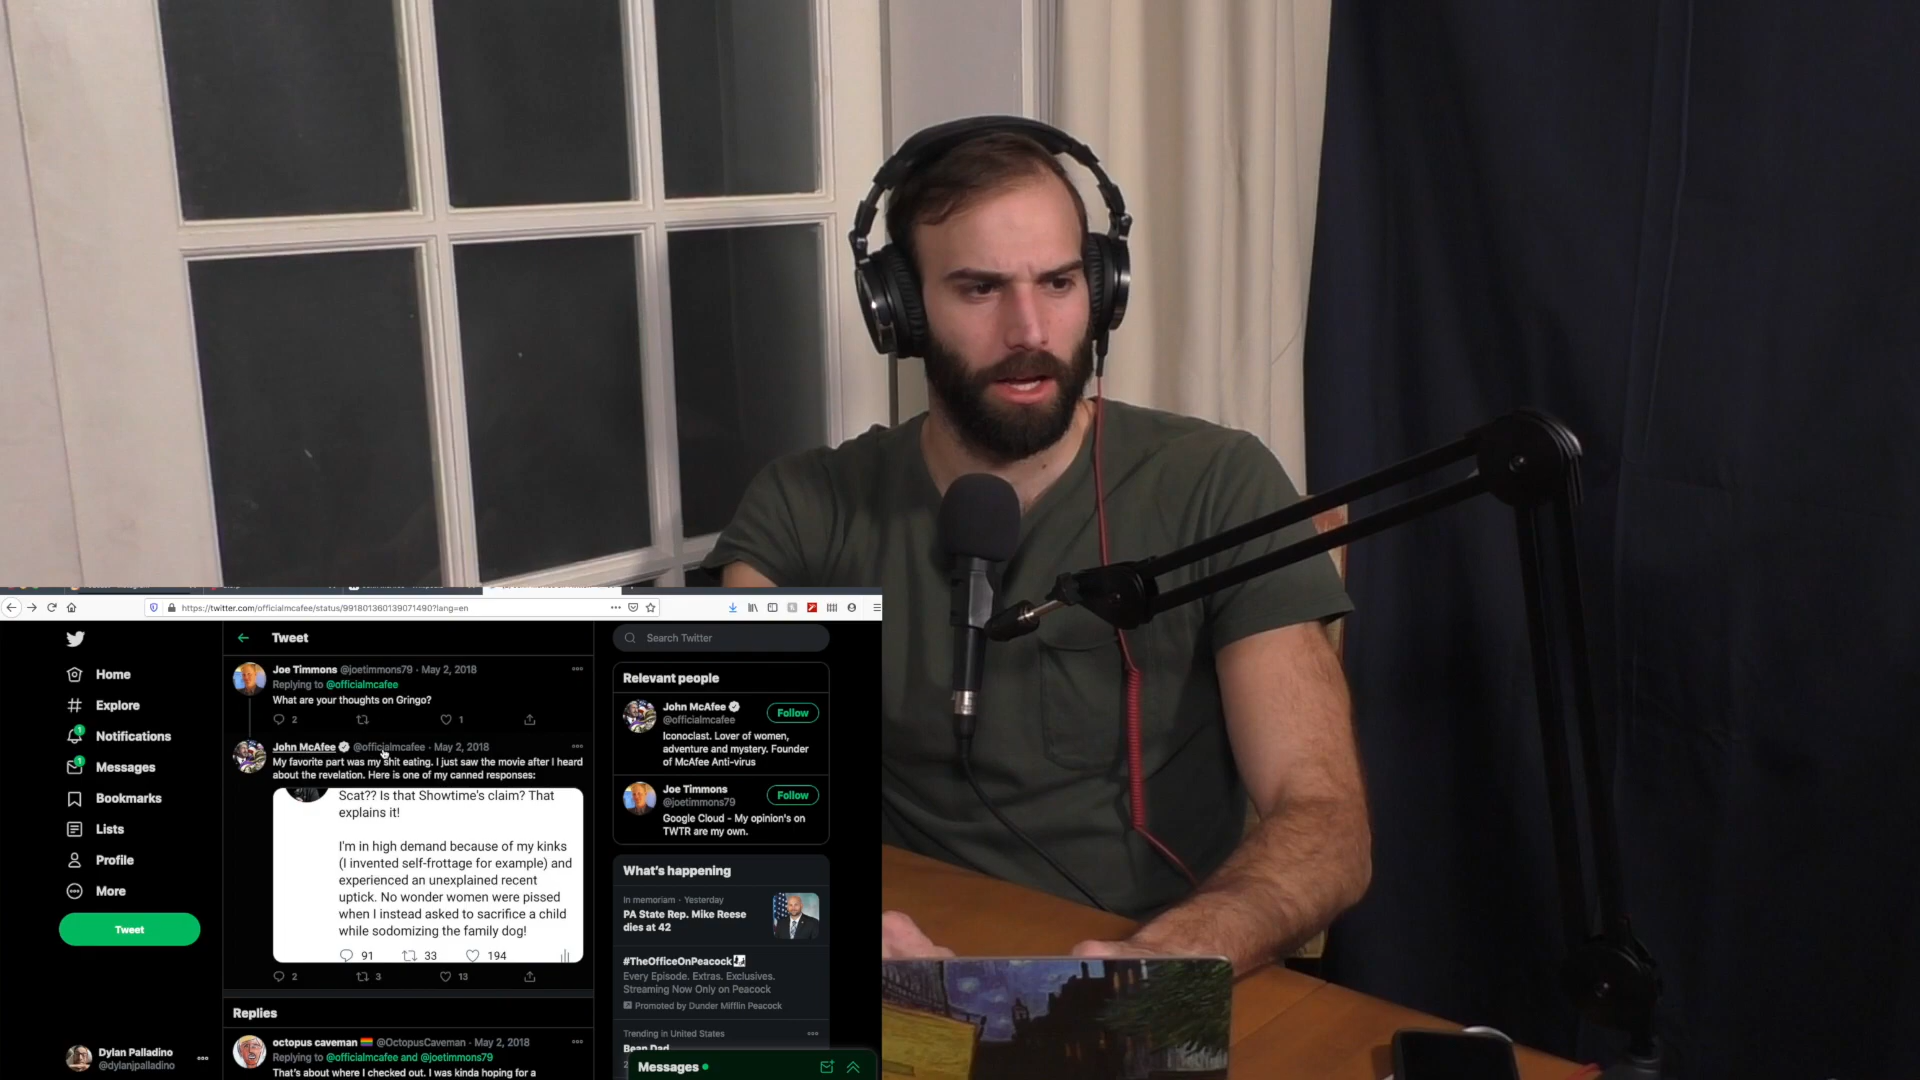 https://twitter.com/officialmcafee/status/991801360139071490?lang=en
Home
Explore
1
Notifications
1
Messages
Bookmarks
Lists
Profile
More
Tweet
Dylan Palladino
@dylanjpalladino
Tweet
Joe Timmons @joetimmons79 · May 2, 2018
Replying to @officialmcafee
What are your thoughts on Gringo?
2
1
John McAfee @officialmcafee · May 2, 2018
My favorite part was my shit eating. I just saw the movie after I heard
about the revelation. Here is one of my canned responses:
Scat?? Is that Showtime's claim? That
explains it!
I'm in high demand because of my kinks
(I invented self-frottage for example) and
experienced an unexplained recent
uptick. No wonder women were pissed
when I instead asked to sacrifice a child
while sodomizing the family dog!
91 33 194
2 3 13
Replies
octopus caveman @OctopusCaveman · May 2, 2018
Replying to @officialmcafee and @joetimmons79
That's about where I checked out. I was kinda hoping for a
Search Twitter
Relevant people
John McAfee
@officialmcafee
Follow
Iconoclast. Lover of women,
adventure and mystery. Founder
of McAfee Anti-virus
Joe Timmons
@joetimmons79
Follow
Google Cloud - My opinion's on
TWTR are my own.
What's happening
In memoriam · Yesterday
PA State Rep. Mike Reese
dies at 42
#TheOfficeOnPeacock
Every Episode. Extras. Exclusives.
Streaming Now Only on Peacock
Promoted by Dunder Mifflin Peacock
Trending in United States
Bean Dad
Messages